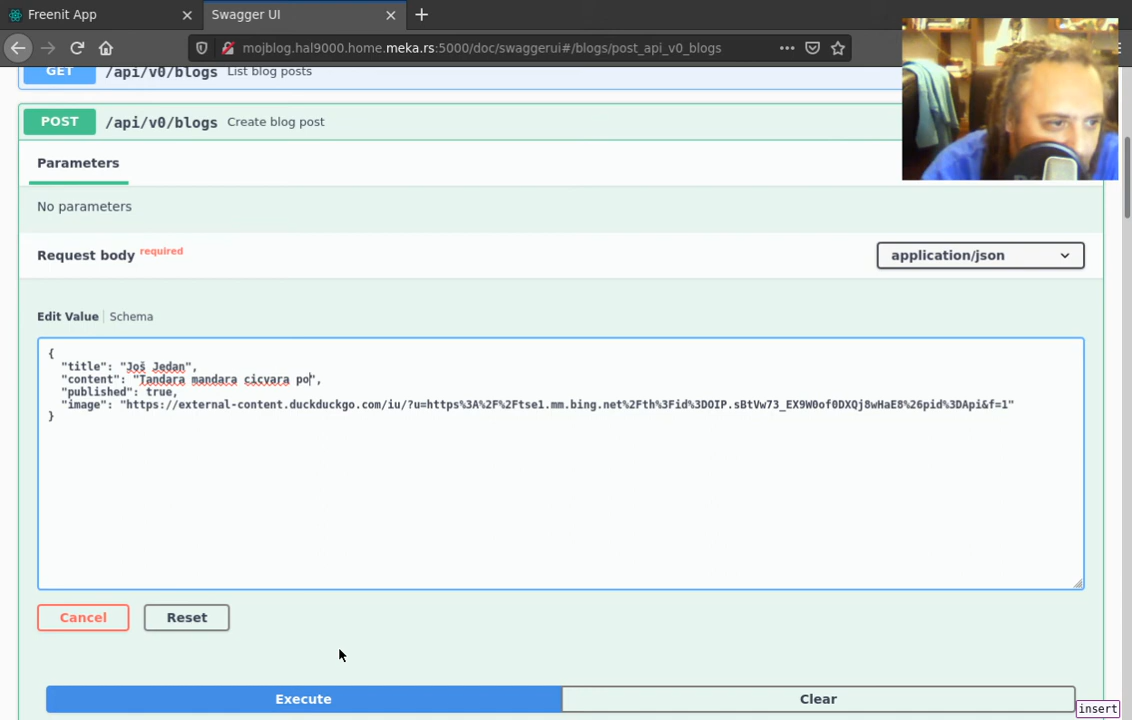 Freenit App
Swagger UI
mojblog.hal9000.home.meka.rs:5000/doc/swaggerui#/blogs/post_api_v0_blogs
GET /api/v0/blogs List blog posts
POST /api/v0/blogs Create blog post
Parameters
No parameters
Request body required
application/json
Edit Value Schema
{
"title": "Još Jedan",
"content": "Tandara mandara cicvara po",
"published": true,
"image": "https://external-content.duckduckgo.com/iu/?u=https%3A%2F%2Ftse1.mm.bing.net%2Fth%3Fid%3DOIP.sBtVw73_EX9W0of0DXQj8wHaE8%26pid%3DApi&f=1"
}
Cancel Reset
Execute Clear
insert